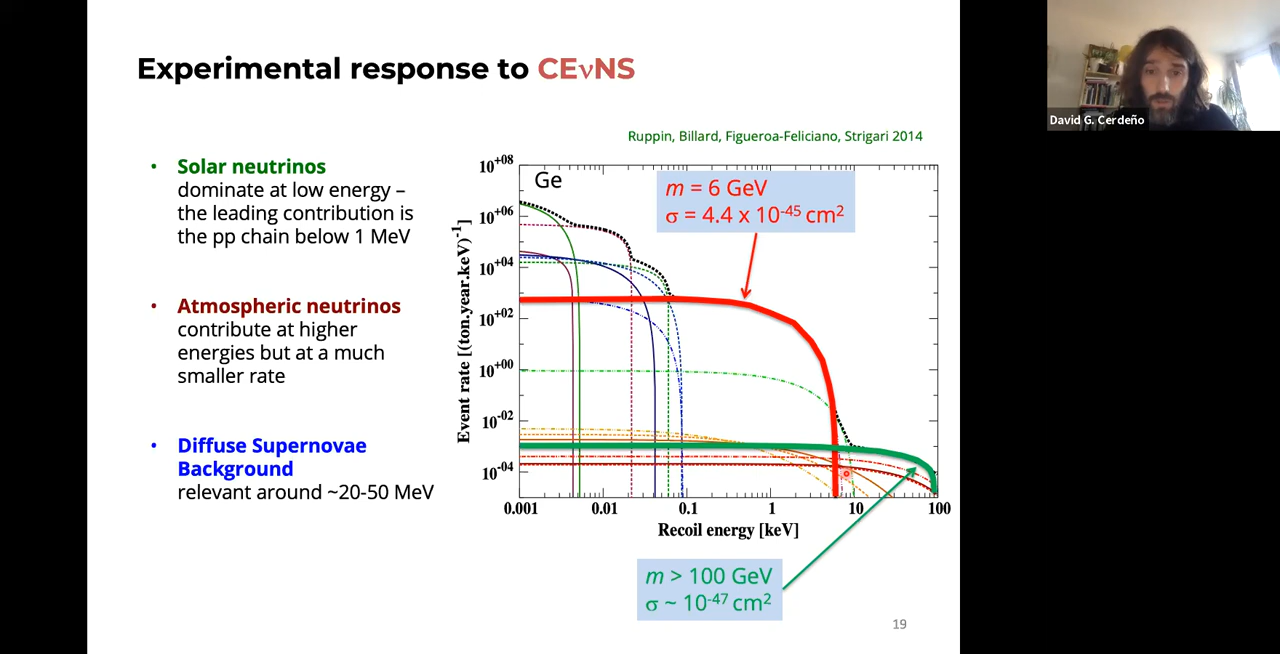 Experimental response to CEνNS
David G. Cerdeño
Ruppin, Billard, Figueroa-Feliciano, Strigari 2014
• Solar neutrinos
dominate at low energy –
the leading contribution is
the pp chain below 1 MeV
• Atmospheric neutrinos
contribute at higher
energies but at a much
smaller rate
• Diffuse Supernovae
Background
relevant around ~20-50 MeV
Ge
m = 6 GeV
σ = 4.4 x 10⁻⁴⁵ cm²
Event rate [(ton.year.keV)⁻¹]
10⁺⁰⁸
10⁺⁰⁶
10⁺⁰⁴
10⁺⁰²
10⁺⁰⁰
10⁻⁰²
10⁻⁰⁴
0.001 0.01 0.1 1 10 100
Recoil energy [keV]
m > 100 GeV
σ ~ 10⁻⁴⁷ cm²
19